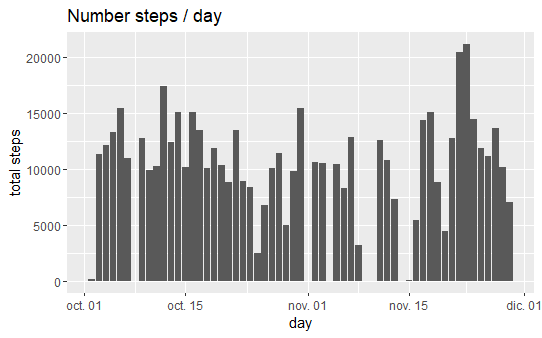 Number steps / day
total steps
20000
15000
10000
5000
0
oct. 01 oct. 15 nov. 01 nov. 15 dic. 01
day